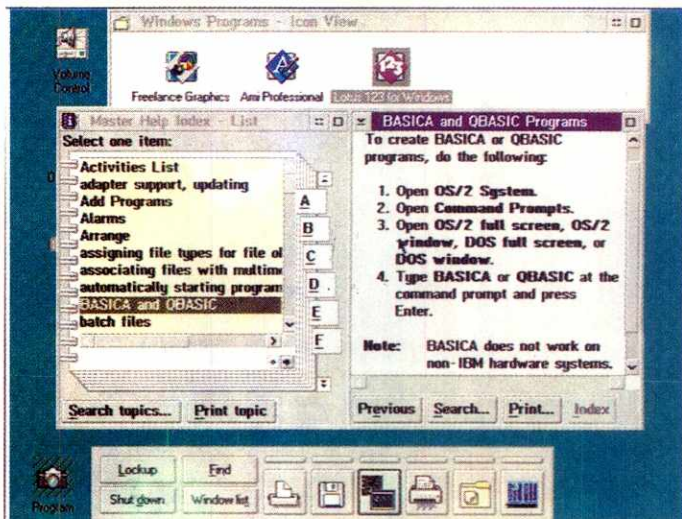 Windows Programs - Icon View
Volume
Control
Freelance Graphics
Ami Professional
Lotus 123 for Windows
Master Help Index - List
Select one item:
Activities List
adapter support, updating
Add Programs
Alarms
Arrange
assigning file types for file ol
associating files with multime
automatically starting program
BASICA and QBASIC
batch files
A
B
C
D
E
F
Search topics...
Print topic
BASICA and QBASIC Programs
To create BASICA or QBASIC
programs, do the following:
1. Open OS/2 System.
2. Open Command Prompts.
3. Open OS/2 full screen, OS/2
window, DOS full screen, or
DOS window.
4. Type BASICA or QBASIC at the
command prompt and press
Enter.
Note: BASICA does not work on
non-IBM hardware systems.
Previous
Search...
Print...
Index
Program
Lockup
Find
Shut down
Window list